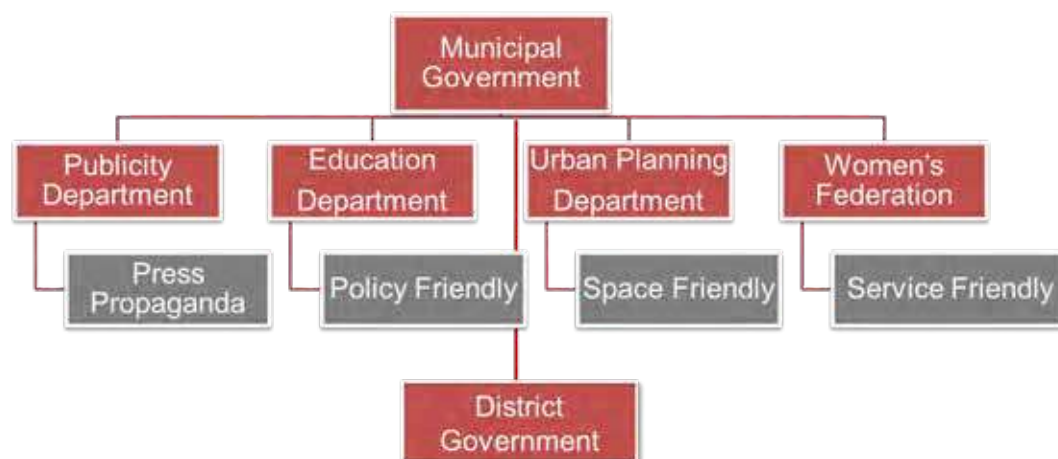 Municipal
Government
Publicity
Department
Education
Department
Urban Planning
Department
Women's
Federation
Press
Propaganda
Policy Friendly
Space Friendly
Service Friendly
District
Government